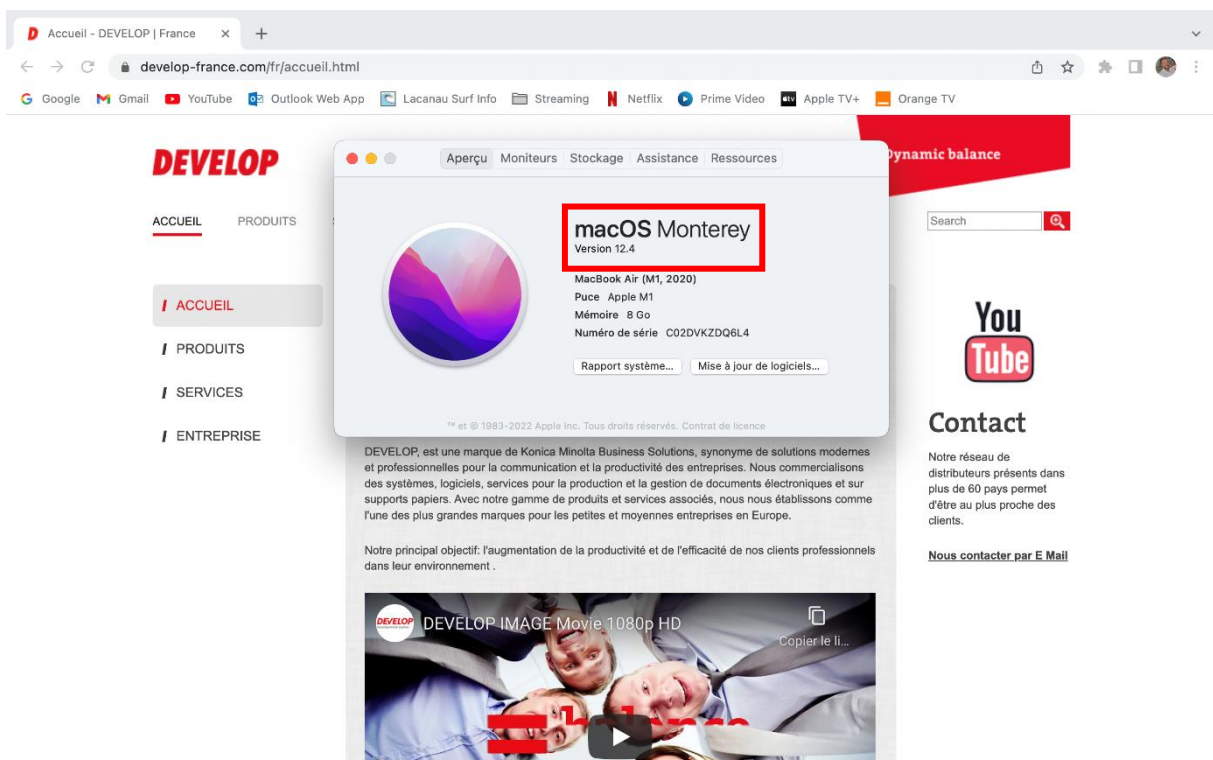 Accueil - DEVELOP | France
develop-france.com/fr/accueil.html
Google Gmail YouTube Outlook Web App Lacanau Surf Info Streaming Netflix Prime Video Apple TV+ Orange TV
DEVELOP
Aperçu Moniteurs Stockage Assistance Ressources
Dynamic balance
ACCUEIL PRODUITS
Search
macOS Monterey
Version 12.4
MacBook Air (M1, 2020)
Puce Apple M1
Mémoire 8 Go
Numéro de série C02DVKZDQ6L4
Rapport système... Mise à jour de logiciels...
™ et © 1983-2022 Apple Inc. Tous droits réservés. Contrat de licence
ACCUEIL
PRODUITS
SERVICES
ENTREPRISE
DEVELOP, est une marque de Konica Minolta Business Solutions, synonyme de solutions modernes
et professionnelles pour la communication et la productivité des entreprises. Nous commercialisons
des systèmes, logiciels, services pour la production et la gestion de documents électroniques et sur
supports papiers. Avec notre gamme de produits et services associés, nous nous établissons comme
l'une des plus grandes marques pour les petites et moyennes entreprises en Europe.
Notre principal objectif: l'augmentation de la productivité et de l'efficacité de nos clients professionnels
dans leur environnement .
DEVELOP
DEVELOP IMAGE Movie 1080p HD
Copier le li...
balance
You
Tube
Contact
Notre réseau de
distributeurs présents dans
plus de 60 pays permet
d'être au plus proche des
clients.
Nous contacter par E Mail